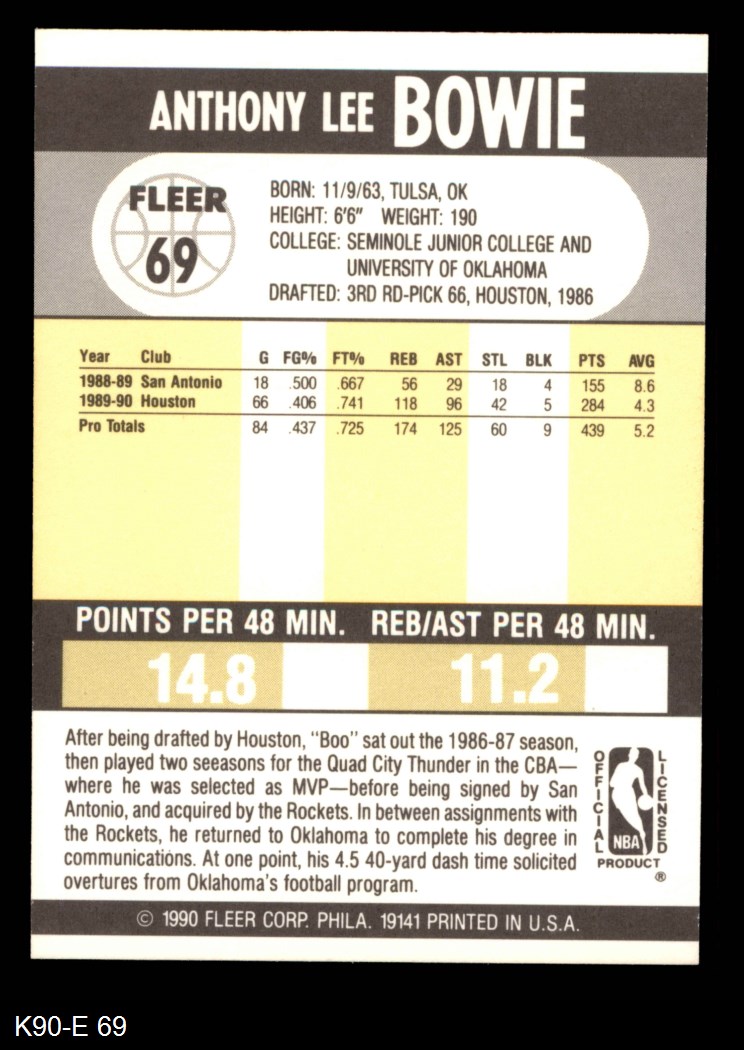 ANTHONY LEE BOWIE
FLEER
69
BORN: 11/9/63, TULSA, OK
HEIGHT: 6'6" WEIGHT: 190
COLLEGE: SEMINOLE JUNIOR COLLEGE AND
UNIVERSITY OF OKLAHOMA
DRAFTED: 3RD RD-PICK 66, HOUSTON, 1986
Year Club G FG% FT% REB AST STL BLK PTS AVG
1988-89 San Antonio 18 .500 .667 56 29 18 4 155 8.6
1989-90 Houston 66 .406 .741 118 96 42 5 284 4.3
Pro Totals 84 .437 .725 174 125 60 9 439 5.2
POINTS PER 48 MIN. REB/AST PER 48 MIN.
14.8 11.2
After being drafted by Houston, "Boo" sat out the 1986-87 season,
then played two seeasons for the Quad City Thunder in the CBA—
where he was selected as MVP—before being signed by San
Antonio, and acquired by the Rockets. In between assignments with
the Rockets, he returned to Oklahoma to complete his degree in
communications. At one point, his 4.5 40-yard dash time solicited
overtures from Oklahoma's football program.
OFFICIAL
LICENSED
NBA
PRODUCT
®
© 1990 FLEER CORP. PHILA. 19141 PRINTED IN U.S.A.
K90-E 69